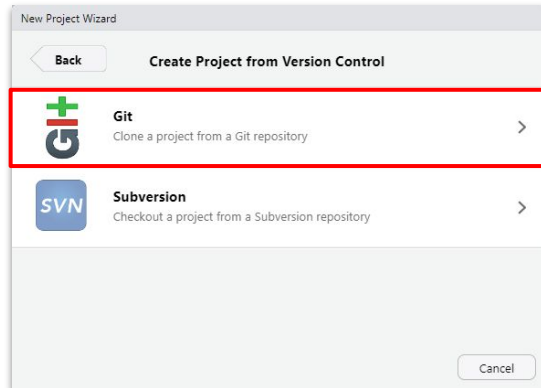 New Project Wizard
Back
Create Project from Version Control
git
Git
Clone a project from a Git repository
SVN
Subversion
Checkout a project from a Subversion repository
Cancel